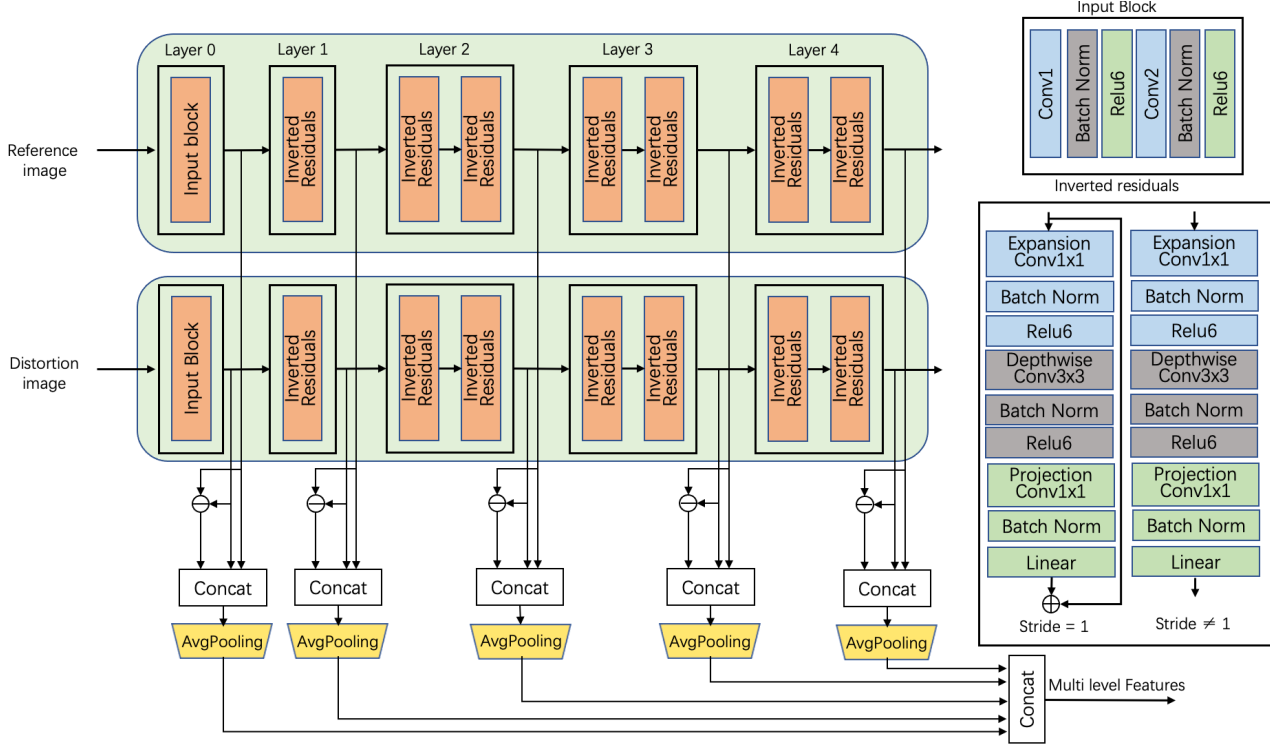 Layer 0
Layer 1
Layer 2
Layer 3
Layer 4
Reference
image
Input block
Inverted
Residuals
Inverted
Residuals
Inverted
Residuals
Inverted
Residuals
Inverted
Residuals
Inverted
Residuals
Inverted
Residuals
Distortion
image
Input Block
Inverted
Residuals
Inverted
Residuals
Inverted
Residuals
Inverted
Residuals
Inverted
Residuals
Inverted
Residuals
Inverted
Residuals
Concat
Concat
Concat
Concat
Concat
AvgPooling
AvgPooling
AvgPooling
AvgPooling
AvgPooling
Concat
Multi level Features
Input Block
Conv1
Batch Norm
Relu6
Conv2
Batch Norm
Relu6
Inverted residuals
Expansion
Conv1x1
Batch Norm
Relu6
Depthwise
Conv3x3
Batch Norm
Relu6
Projection
Conv1x1
Batch Norm
Linear
Stride = 1
Expansion
Conv1x1
Batch Norm
Relu6
Depthwise
Conv3x3
Batch Norm
Relu6
Projection
Conv1x1
Batch Norm
Linear
Stride ≠ 1